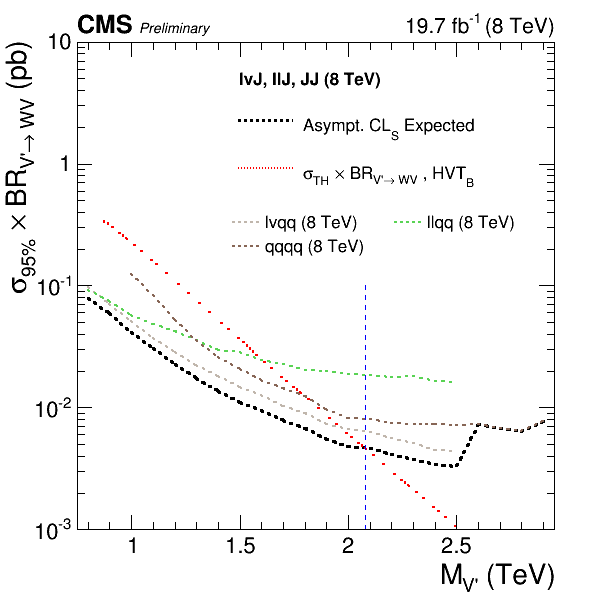 CMS Preliminary 19.7 fb⁻¹ (8 TeV)
σ95% × BRV'→ WV (pb)
10
1
10⁻¹
10⁻²
10⁻³
lvJ, llJ, JJ (8 TeV)
Asympt. CLS Expected
σTH × BRV'→ WV , HVTB
lvqq (8 TeV) llqq (8 TeV)
qqqq (8 TeV)
1 1.5 2 2.5
MV' (TeV)